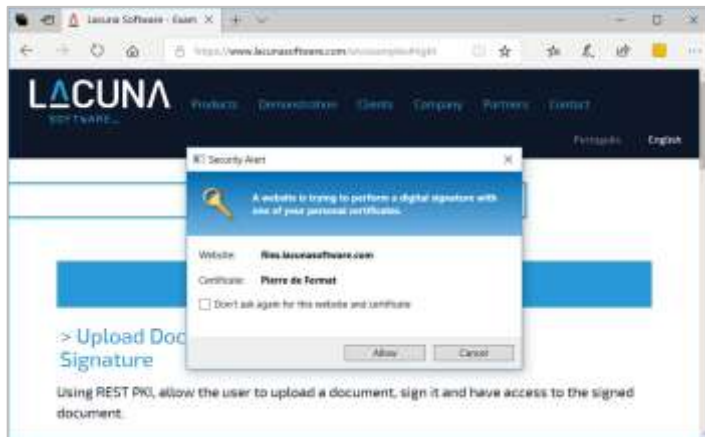 Lacuna Software - Exam
https://www.lacunasoftware.com
LACUNA
SOFTWARE
Products Demonstration Clients Company Partners Contact
Português English
Security Alert
A website is trying to perform a digital signature with
one of your personal certificates.
Website: fims.lacunasoftware.com
Certificate: Pierre de Fermat
Don't ask again for this website and certificate
Allow Cancel
> Upload Doc
Signature
Using REST PKI, allow the user to upload a document, sign it and have access to the signed
document.